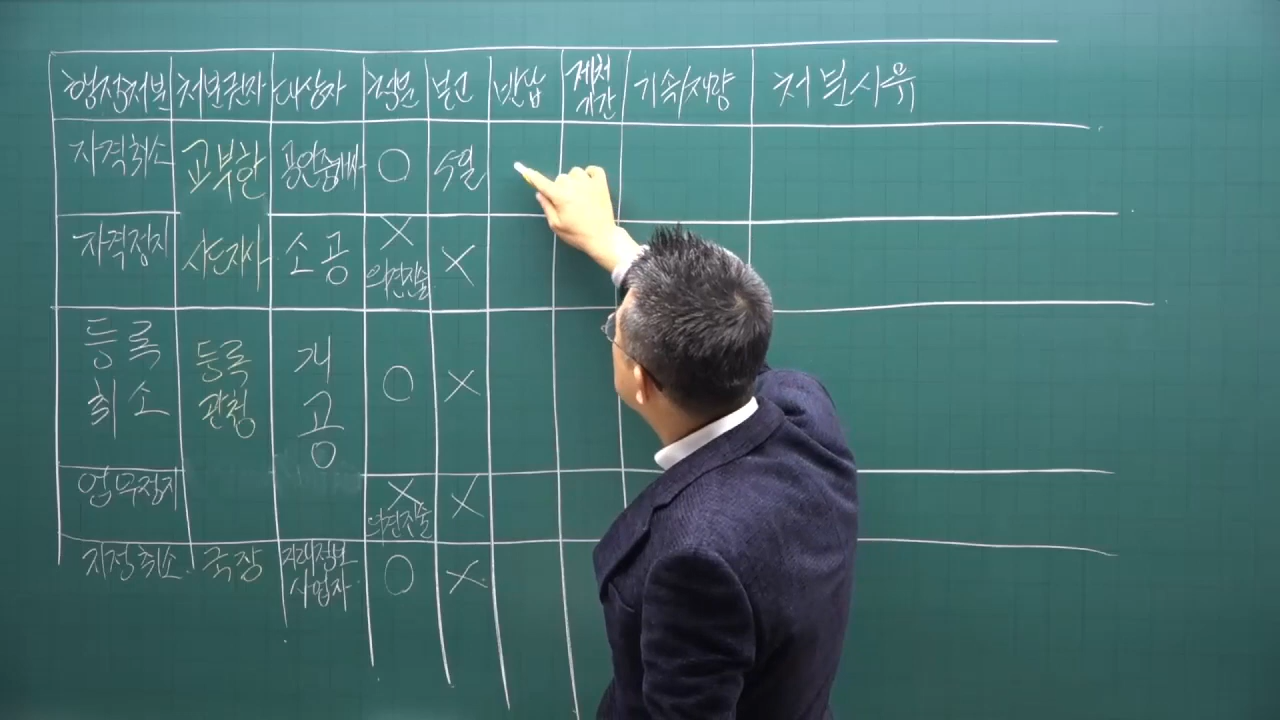 행정처분 처분권자 대상자 청문 보고 반납 제척기간 기속/재량 처분사유
자격취소 교부한 공인중개사 ○ 5일
자격정지 시도지사 소공 × 의견진술 ×
등록취소 등록관청 개공 ○ ×
업무정지 × 의견진술 ×
지정취소 국장 거래정보사업자 ○ ×